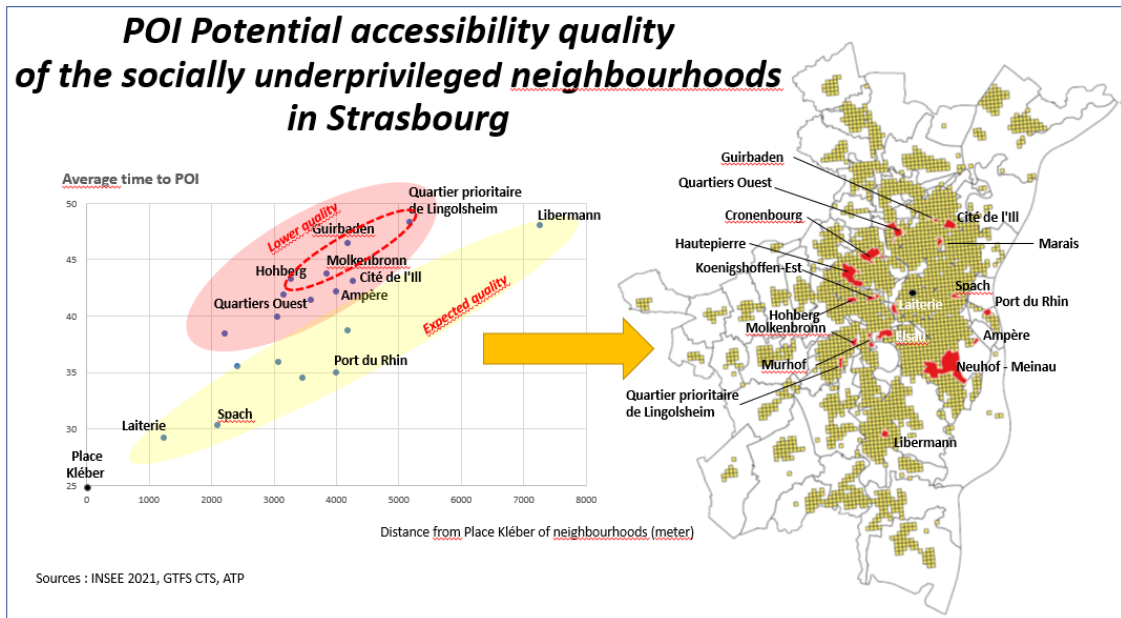 POI Potential accessibility quality
of the socially underprivileged neighbourhoods
in Strasbourg
Average time to POI
50
45
40
35
30
25
0
1000
2000
3000
4000
5000
6000
7000
8000
Lower quality
Expected quality
Quartier prioritaire
de Lingolsheim
Libermann
Guirbaden
Hohberg
Molkenbronn
Cité de l'Ill
Ampère
Quartiers Ouest
Port du Rhin
Laiterie
Spach
Place
Kléber
Distance from Place Kléber of neighbourhoods (meter)
Sources : INSEE 2021, GTFS CTS, ATP
Guirbaden
Quartiers Ouest
Cronenbourg
Hautepierre
Koenigshoffen-Est
Hohberg
Molkenbronn
Murhof
Quartier prioritaire
de Lingolsheim
Cité de l'Ill
Marais
Spach
Laiterie
Port du Rhin
Elsau
Ampère
Neuhof - Meinau
Libermann